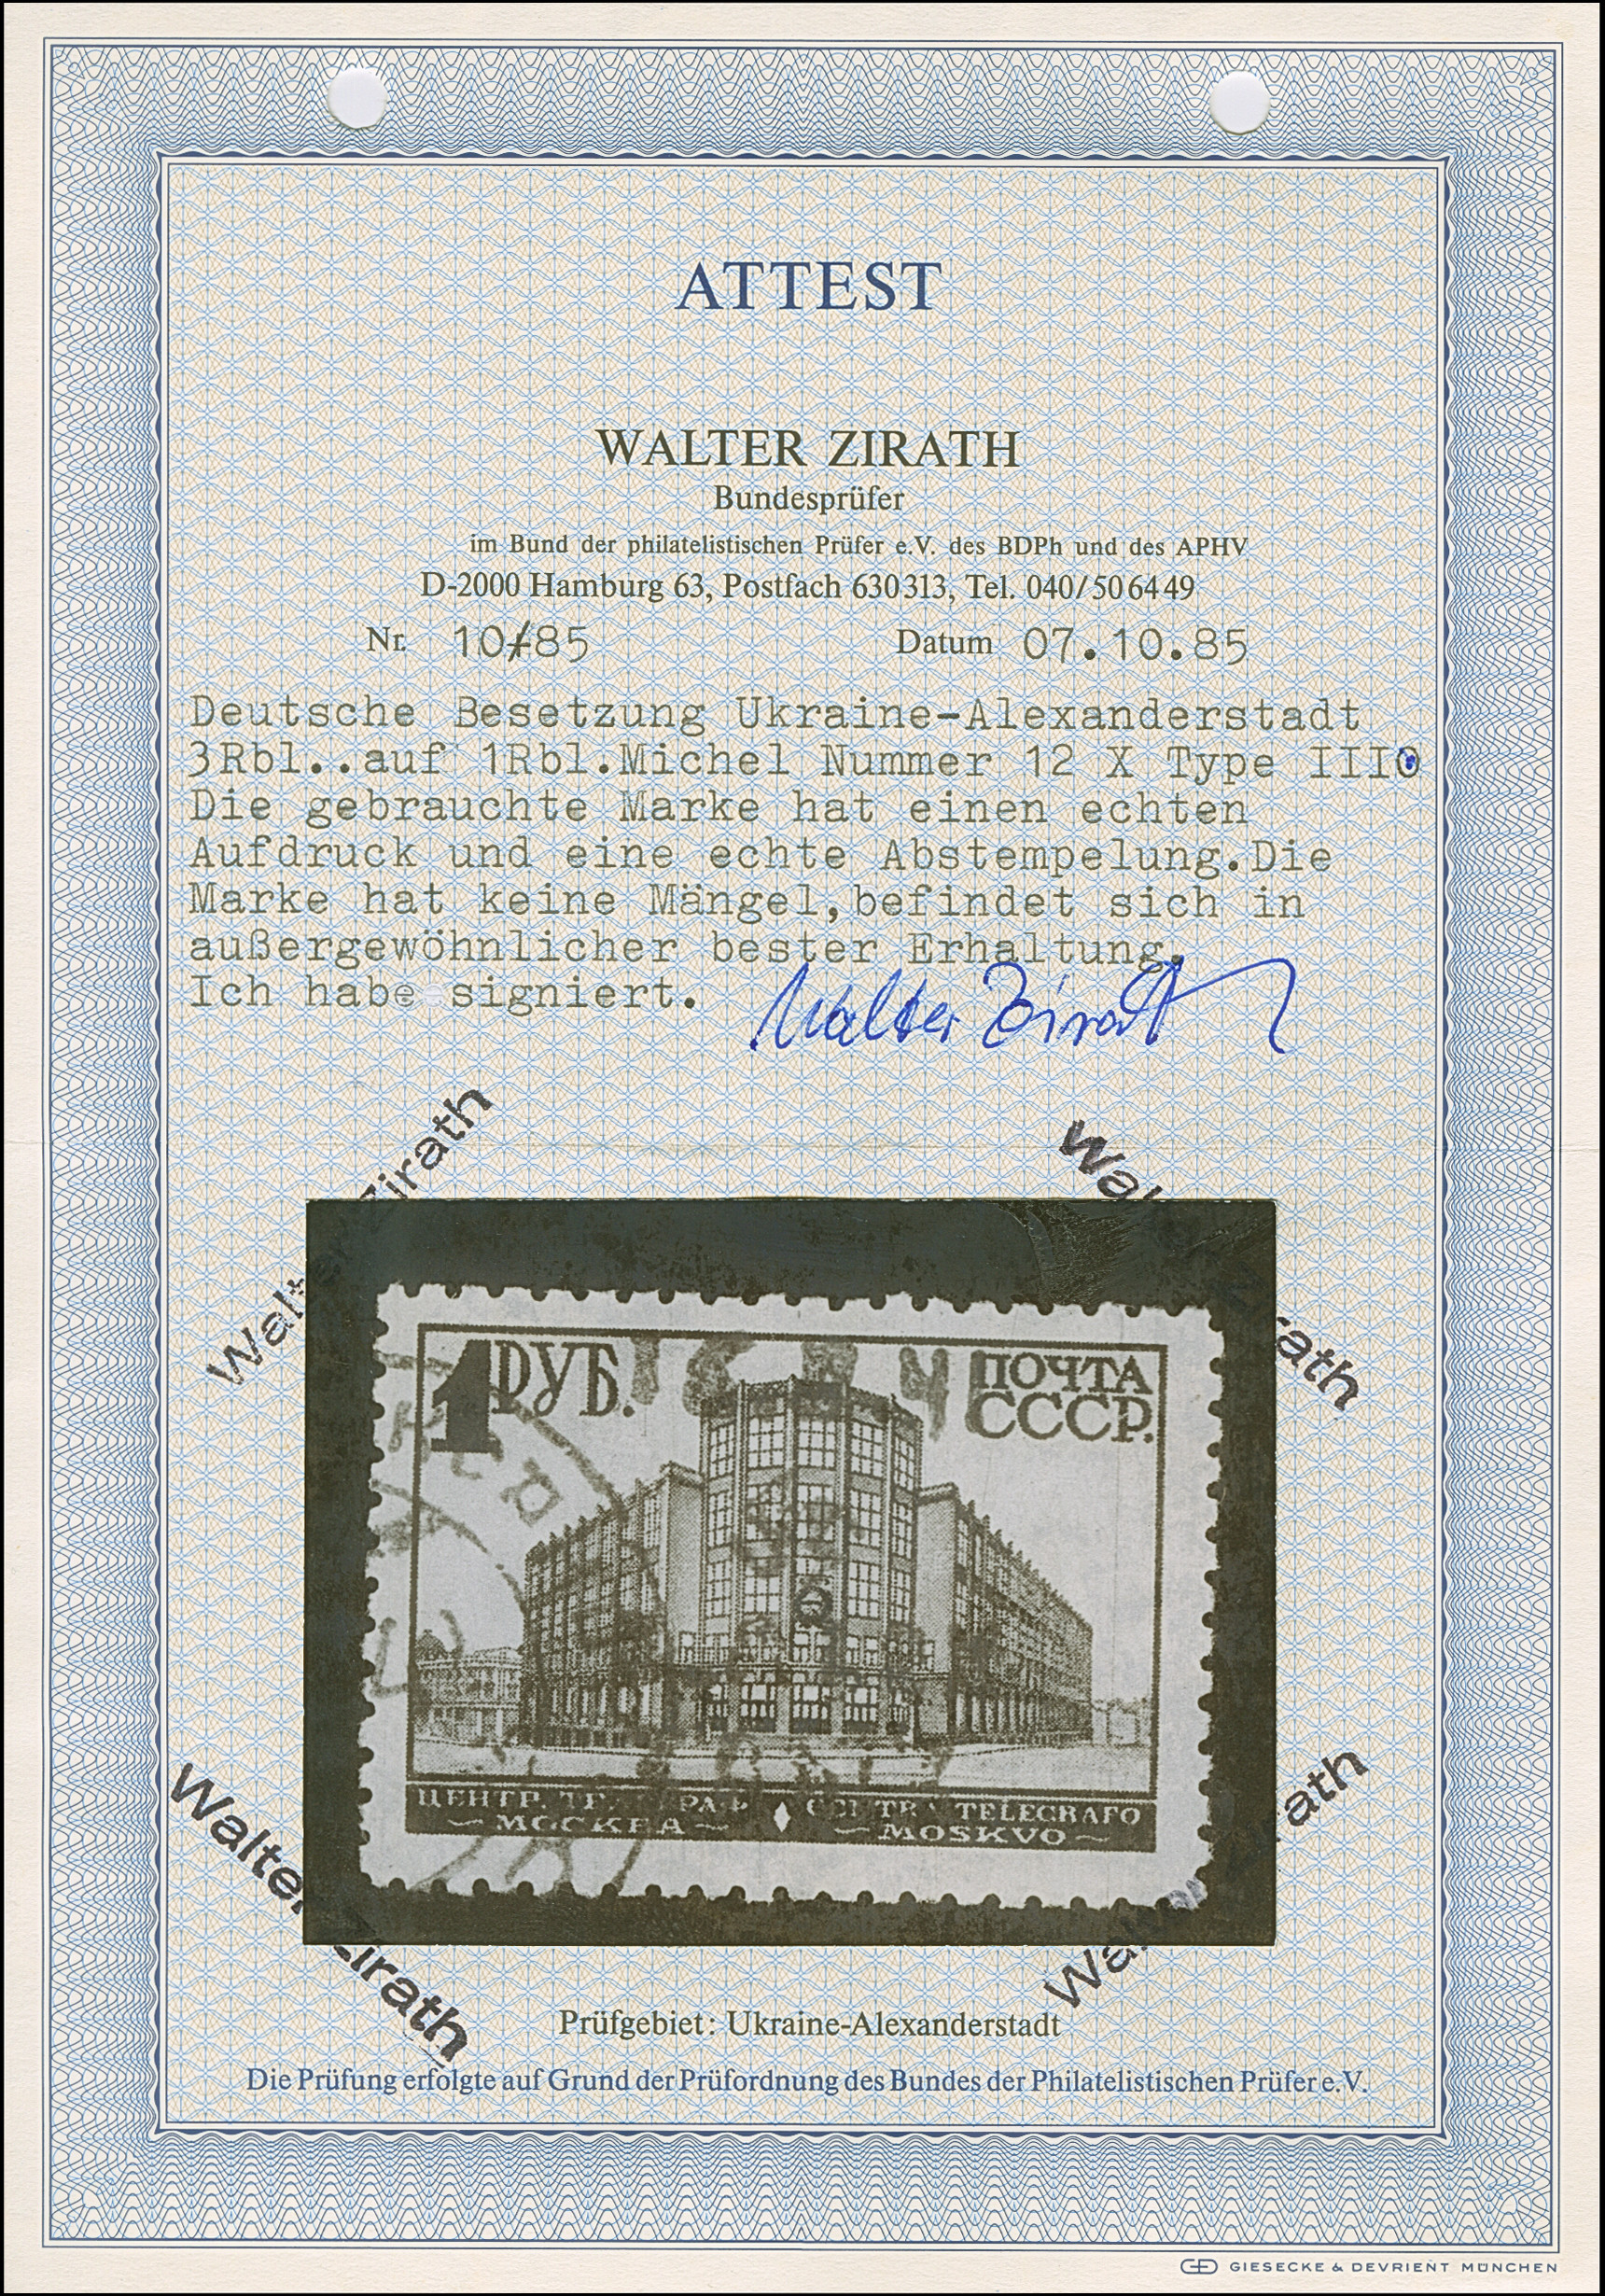 ATTEST
WALTER ZIRATH
Bundesprüfer
im Bund der philatelistischen Prüfer e.V. des BDPh und des APHV
D-2000 Hamburg 63, Postfach 630313, Tel. 040/506449
Nr. 10/85 Datum 07.10.85
Deutsche Besetzung Ukraine-Alexanderstadt
3Rbl..auf 1Rbl.Michel Nummer 12 X Type III
Die gebrauchte Marke hat einen echten
Aufdruck und eine echte Abstempelung.Die
Marke hat keine Mängel,befindet sich in
außergewöhnlicher bester Erhaltung.
Ich habe signiert.
Walter Zirath
Zirath
Walter
rath
1 РУБ. ПОЧТА
СССР.
ЦЕНТР. TELEGRAFO
МОСКВА MOSKVO
Walter Zirath
ath
Prüfgebiet: Ukraine-Alexanderstadt
Die Prüfung erfolgte auf Grund der Prüfordnung des Bundes der Philatelistischen Prüfer e.V.
GIESECKE & DEVRIENT MÜNCHEN